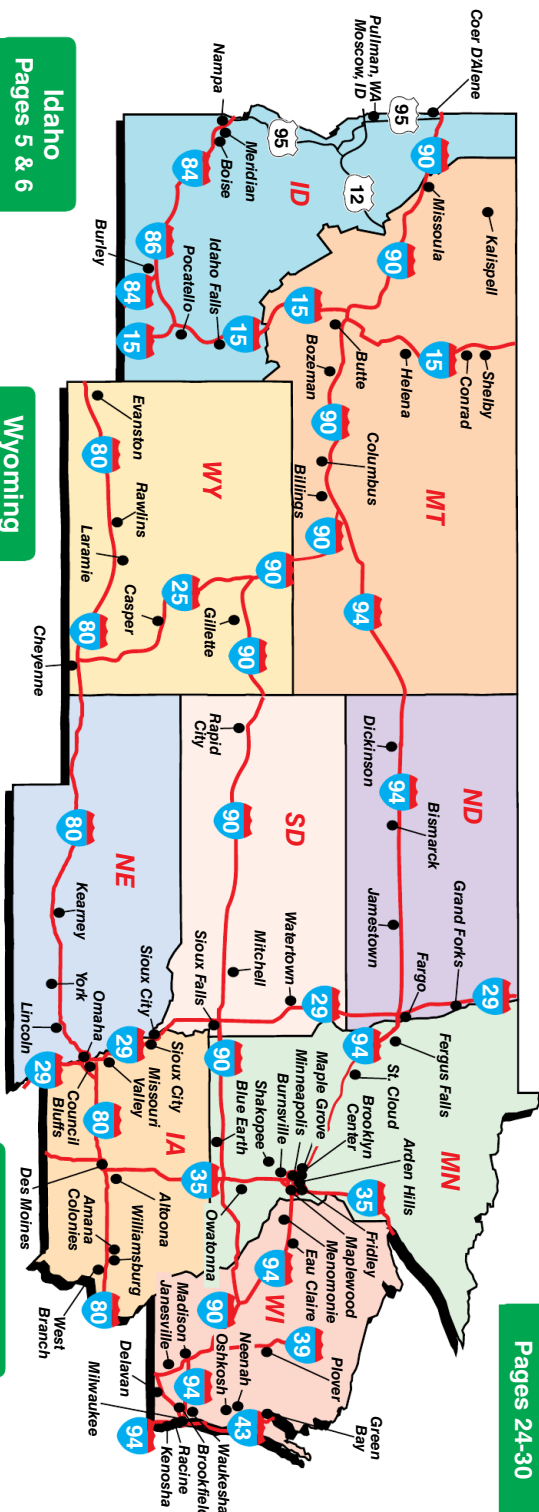 Idaho
Pages 5 & 6
Wyoming
Pages 24-30
Coer D'Alene
Pullman, WA
Moscow, ID
Nampa
95
95
12
90
Meridian
Boise
84
ID
86
Burley
84
15
Pocatello
Idaho Falls
15
15
Kalispell
Missoula
90
Shelby
Conrad
15
Helena
Butte
Bozeman
90
Columbus
Billings
90
MT
94
Evanston
80
Rawlins
Laramie
WY
25
Casper
80
Cheyenne
Gillette
90
90
Dickinson
94
Bismarck
ND
Jamestown
Grand Forks
29
Fargo
Rapid
City
90
SD
Mitchell
Watertown
29
Sioux Falls
80
NE
Kearney
York
Lincoln
Omaha
Sioux City
29
29
Sioux City
Missouri
Valley
Council
Bluffs
80
IA
Des Moines
Altoona
Williamsburg
Amana
Colonies
West
Branch
80
94
Fergus Falls
St. Cloud
Brooklyn
Center
Maple Grove
Minneapolis
Burnsville
Shakopee
Blue Earth
90
35
Owatonna
Arden Hills
MN
35
Fridley
Maplewood
Menomonie
Eau Claire
94
WI
90
39
Plover
Green
Bay
Neenah
Oshkosh
43
94
Madison
Janesville
Delavan
Milwaukee
Waukesha
Brookfield
Racine
Kenosha
94